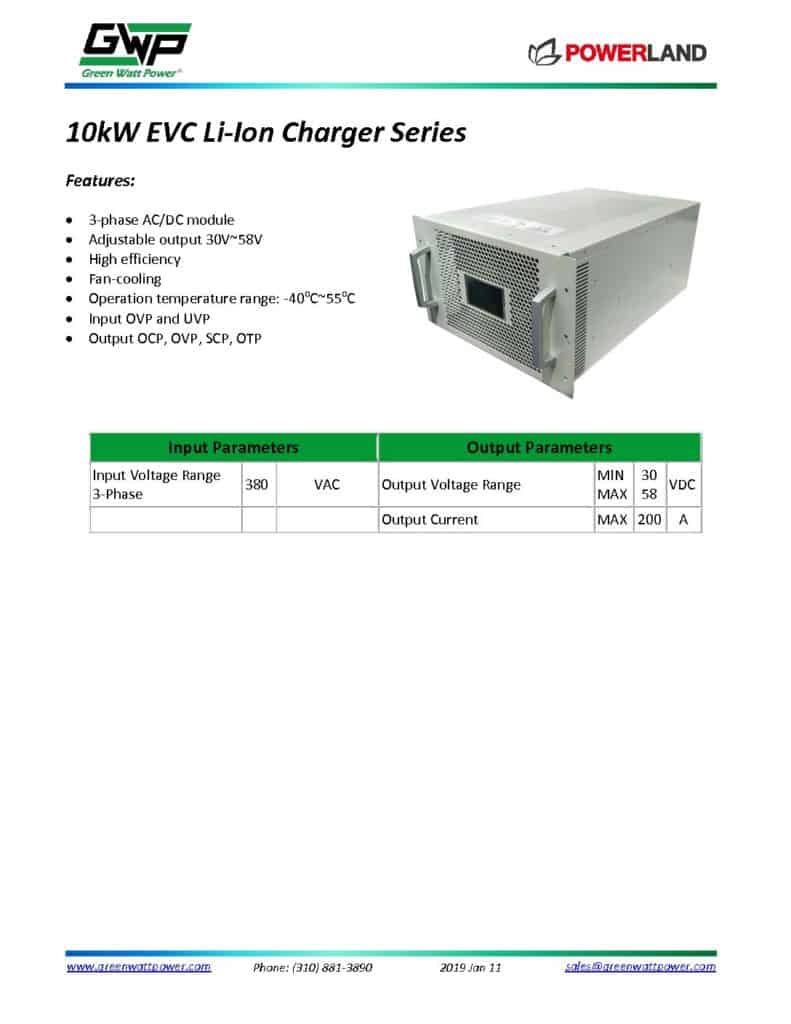 GWP
Green Watt Power®
POWERLAND
10kW EVC Li-Ion Charger Series
Features:
• 3-phase AC/DC module
• Adjustable output 30V~58V
• High efficiency
• Fan-cooling
• Operation temperature range: -40°C~55°C
• Input OVP and UVP
• Output OCP, OVP, SCP, OTP
Input Parameters Output Parameters
Input Voltage Range
3-Phase 380 VAC Output Voltage Range MIN 30
MAX 58 VDC
Output Current MAX 200 A
www.greenwattpower.com Phone: (310) 881-3890 2019 Jan 11 sales@greenwattpower.com